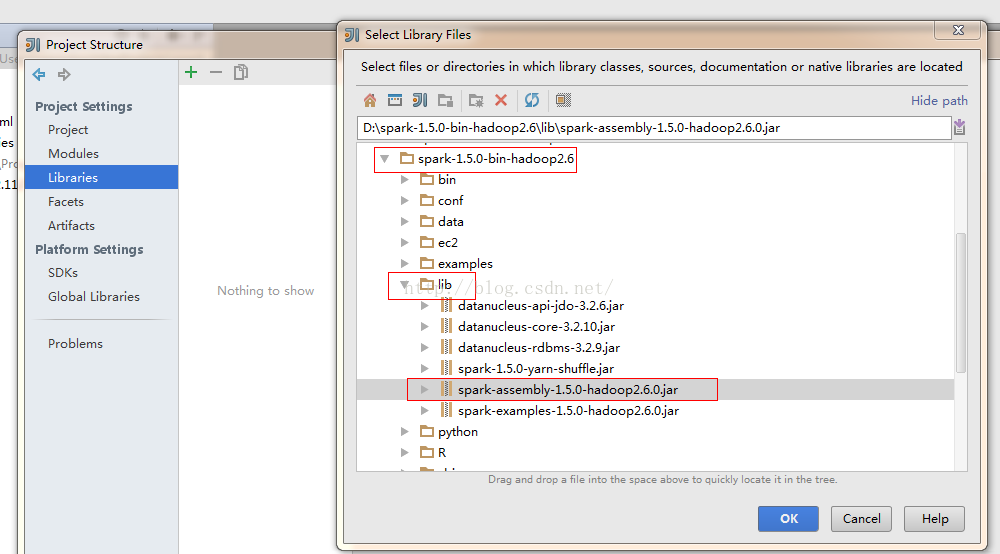 Project Structure
Project Settings
Project
Modules
Libraries
Facets
Artifacts
Platform Settings
SDKs
Global Libraries
Problems
Nothing to show
Select Library Files
Select files or directories in which library classes, sources, documentation or native libraries are located
Hide path
D:\spark-1.5.0-bin-hadoop2.6\lib\spark-assembly-1.5.0-hadoop2.6.0.jar
spark-1.5.0-bin-hadoop2.6
bin
conf
data
ec2
examples
lib
http://blog.csdn.net/
datanucleus-api-jdo-3.2.6.jar
datanucleus-core-3.2.10.jar
datanucleus-rdbms-3.2.9.jar
spark-1.5.0-yarn-shuffle.jar
spark-assembly-1.5.0-hadoop2.6.0.jar
spark-examples-1.5.0-hadoop2.6.0.jar
python
R
Drag and drop a file into the space above to quickly locate it in the tree.
OK
Cancel
Help